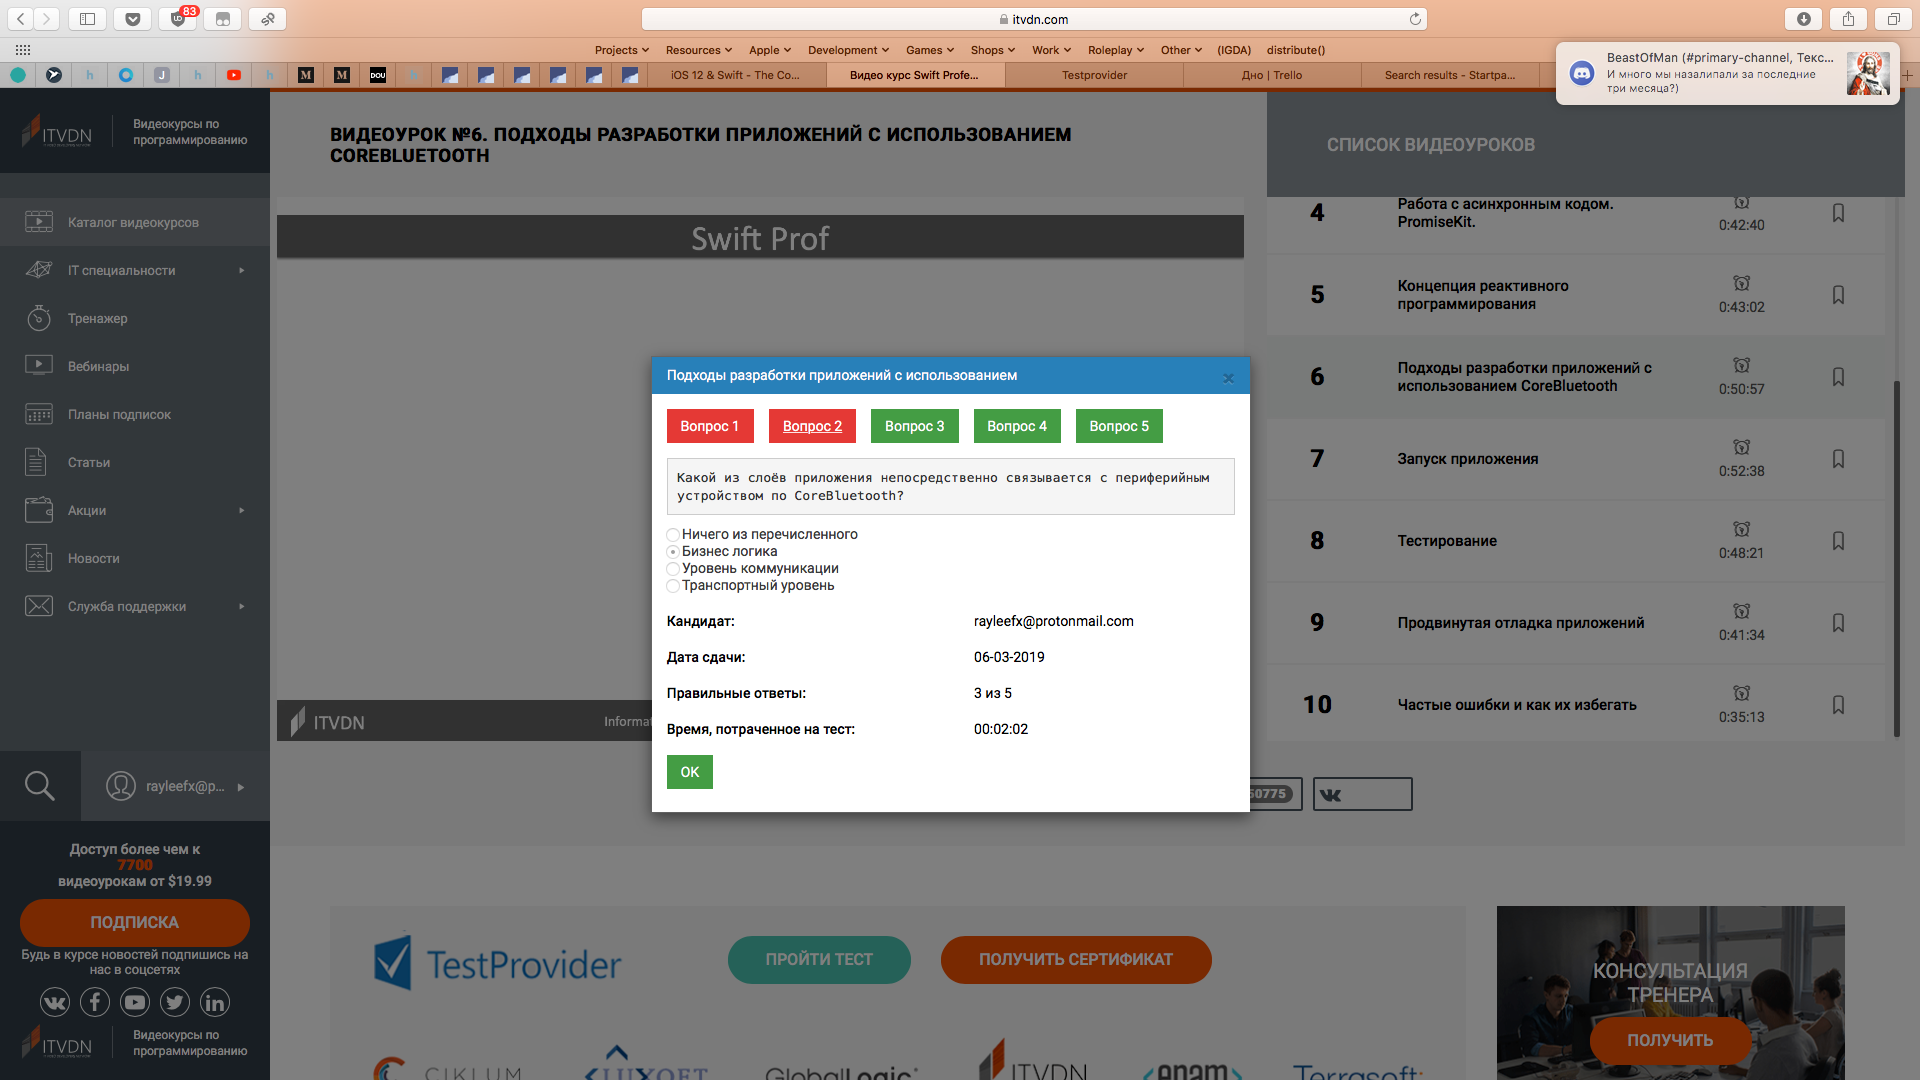 83
itvdn.com
Projects Resources Apple Development Games Shops Work Roleplay Other (IGDA) distribute()
h J h h M M DOU h
iOS 12 & Swift - The Co...
Видео курс Swift Profe...
Testprovider
Дно | Trello
Search results - Startpa...
BeastOfMan (#primary-channel, Текс...
И много мы назалипали за последние
три месяца?)
ITVDN
Видеокурсы по
программированию
Каталог видеокурсов
IT специальности
Тренажер
Вебинары
Планы подписок
Статьи
Акции
Новости
Служба поддержки
rayleefx@p...
Доступ более чем к
7700
видеоурокам от $19.99
ПОДПИСКА
Будь в курсе новостей подпишись на
нас в соцсетях
ITVDN
Видеокурсы по
программированию
ВИДЕОУРОК №6. ПОДХОДЫ РАЗРАБОТКИ ПРИЛОЖЕНИЙ С ИСПОЛЬЗОВАНИЕМ
COREBLUETOOTH
Swift Prof
ITVDN
Informat
Подходы разработки приложений с использованием
Вопрос 1
Вопрос 2
Вопрос 3
Вопрос 4
Вопрос 5
Какой из слоёв приложения непосредственно связывается с периферийным
устройством по CoreBluetooth?
Ничего из перечисленного
Бизнес логика
Уровень коммуникации
Транспортный уровень
Кандидат: rayleefx@protonmail.com
Дата сдачи: 06-03-2019
Правильные ответы: 3 из 5
Время, потраченное на тест: 00:02:02
OK
СПИСОК ВИДЕОУРОКОВ
4
Работа с асинхронным кодом.
PromiseKit.
0:42:40
5
Концепция реактивного
программирования
0:43:02
6
Подходы разработки приложений с
использованием CoreBluetooth
0:50:57
7
Запуск приложения
0:52:38
8
Тестирование
0:48:21
9
Продвинутая отладка приложений
0:41:34
10
Частые ошибки и как их избегать
0:35:13
50775
TestProvider
ПРОЙТИ ТЕСТ
ПОЛУЧИТЬ СЕРТИФИКАТ
КОНСУЛЬТАЦИЯ
ТРЕНЕРА
ПОЛУЧИТЬ
CIKLUM
LUXOFT
GlobalLogic
ITVDN
<epam>
Terrasoft